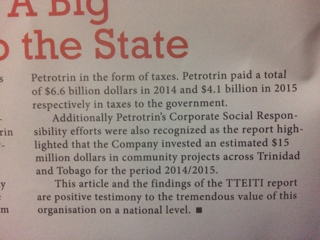 A Big
o the State
s
Petrotrin in the form of taxes. Petrotrin paid a total
of $6.6 billion dollars in 2014 and $4.1 billion in 2015
respectively in taxes to the government.
Additionally Petrotrin's Corporate Social Respon-
rin
sibility efforts were also recognized as the report high-
lighted that the Company invested an estimated $15
million dollars in community projects across Trinidad
and Tobago for the period 2014/2015.
This article and the findings of the TTEITI report
y
are positive testimony to the tremendous value of this
m
organisation on a national level. ■